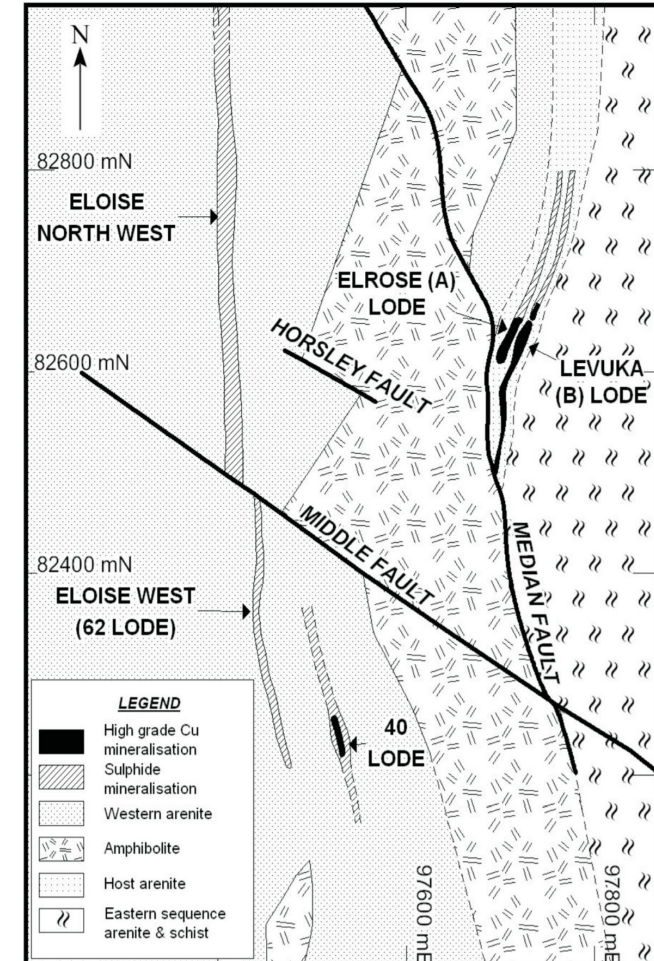 N
82800 mN
ELOISE
NORTH WEST
ELROSE (A)
LODE
HORSLEY FAULT
82600 mN
LEVUKA
(B) LODE
MIDDLE FAULT
MEDIAN FAULT
82400 mN
ELOISE WEST
(62 LODE)
40
LODE
LEGEND
High grade Cu
mineralisation
Sulphide
mineralisation
Western arenite
Amphibolite
Host arenite
Eastern sequence
arenite & schist
97600 mE
97800 mE